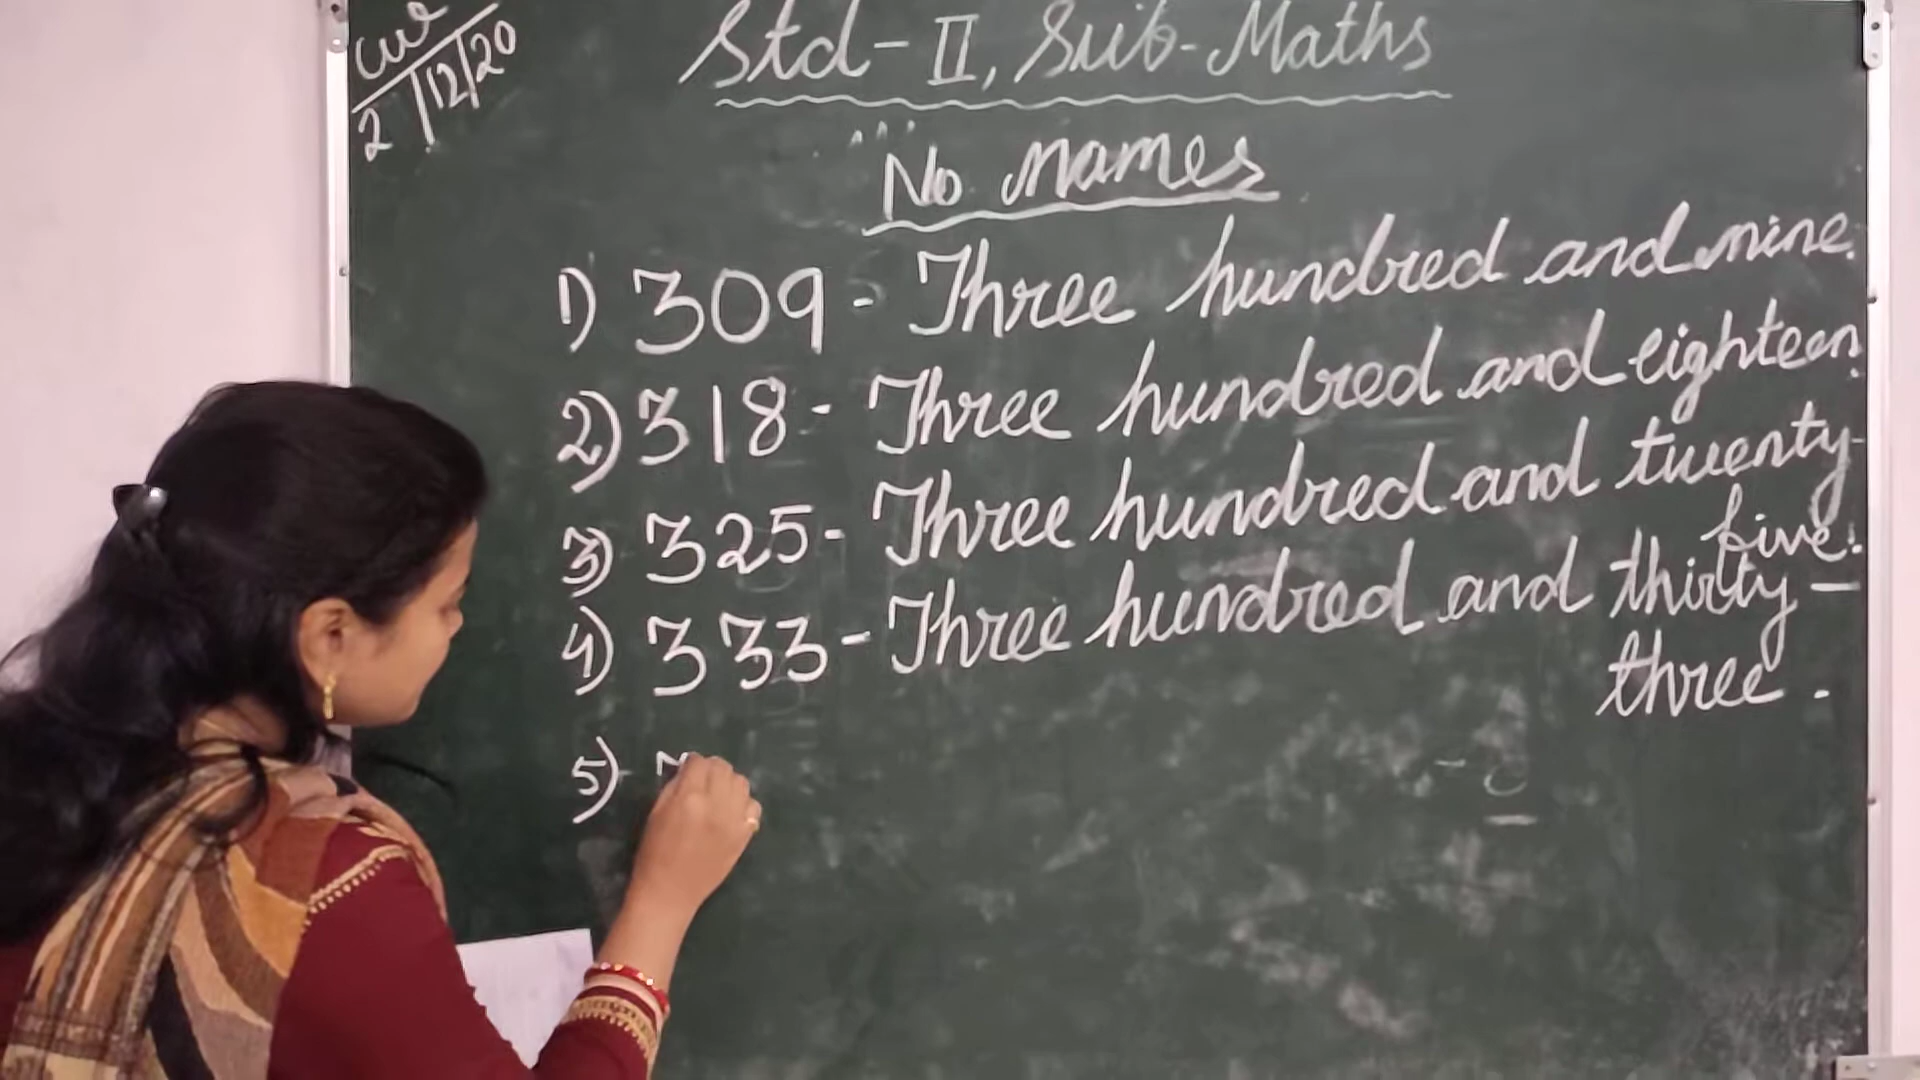 CW
2/12/20
Std - II, Sub - Maths
No names
1) 309 - Three hundred and nine.
2) 318 - Three hundred and eighteen.
3) 325 - Three hundred and twenty-
five.
4) 333 - Three hundred and thirty -
three .
5)